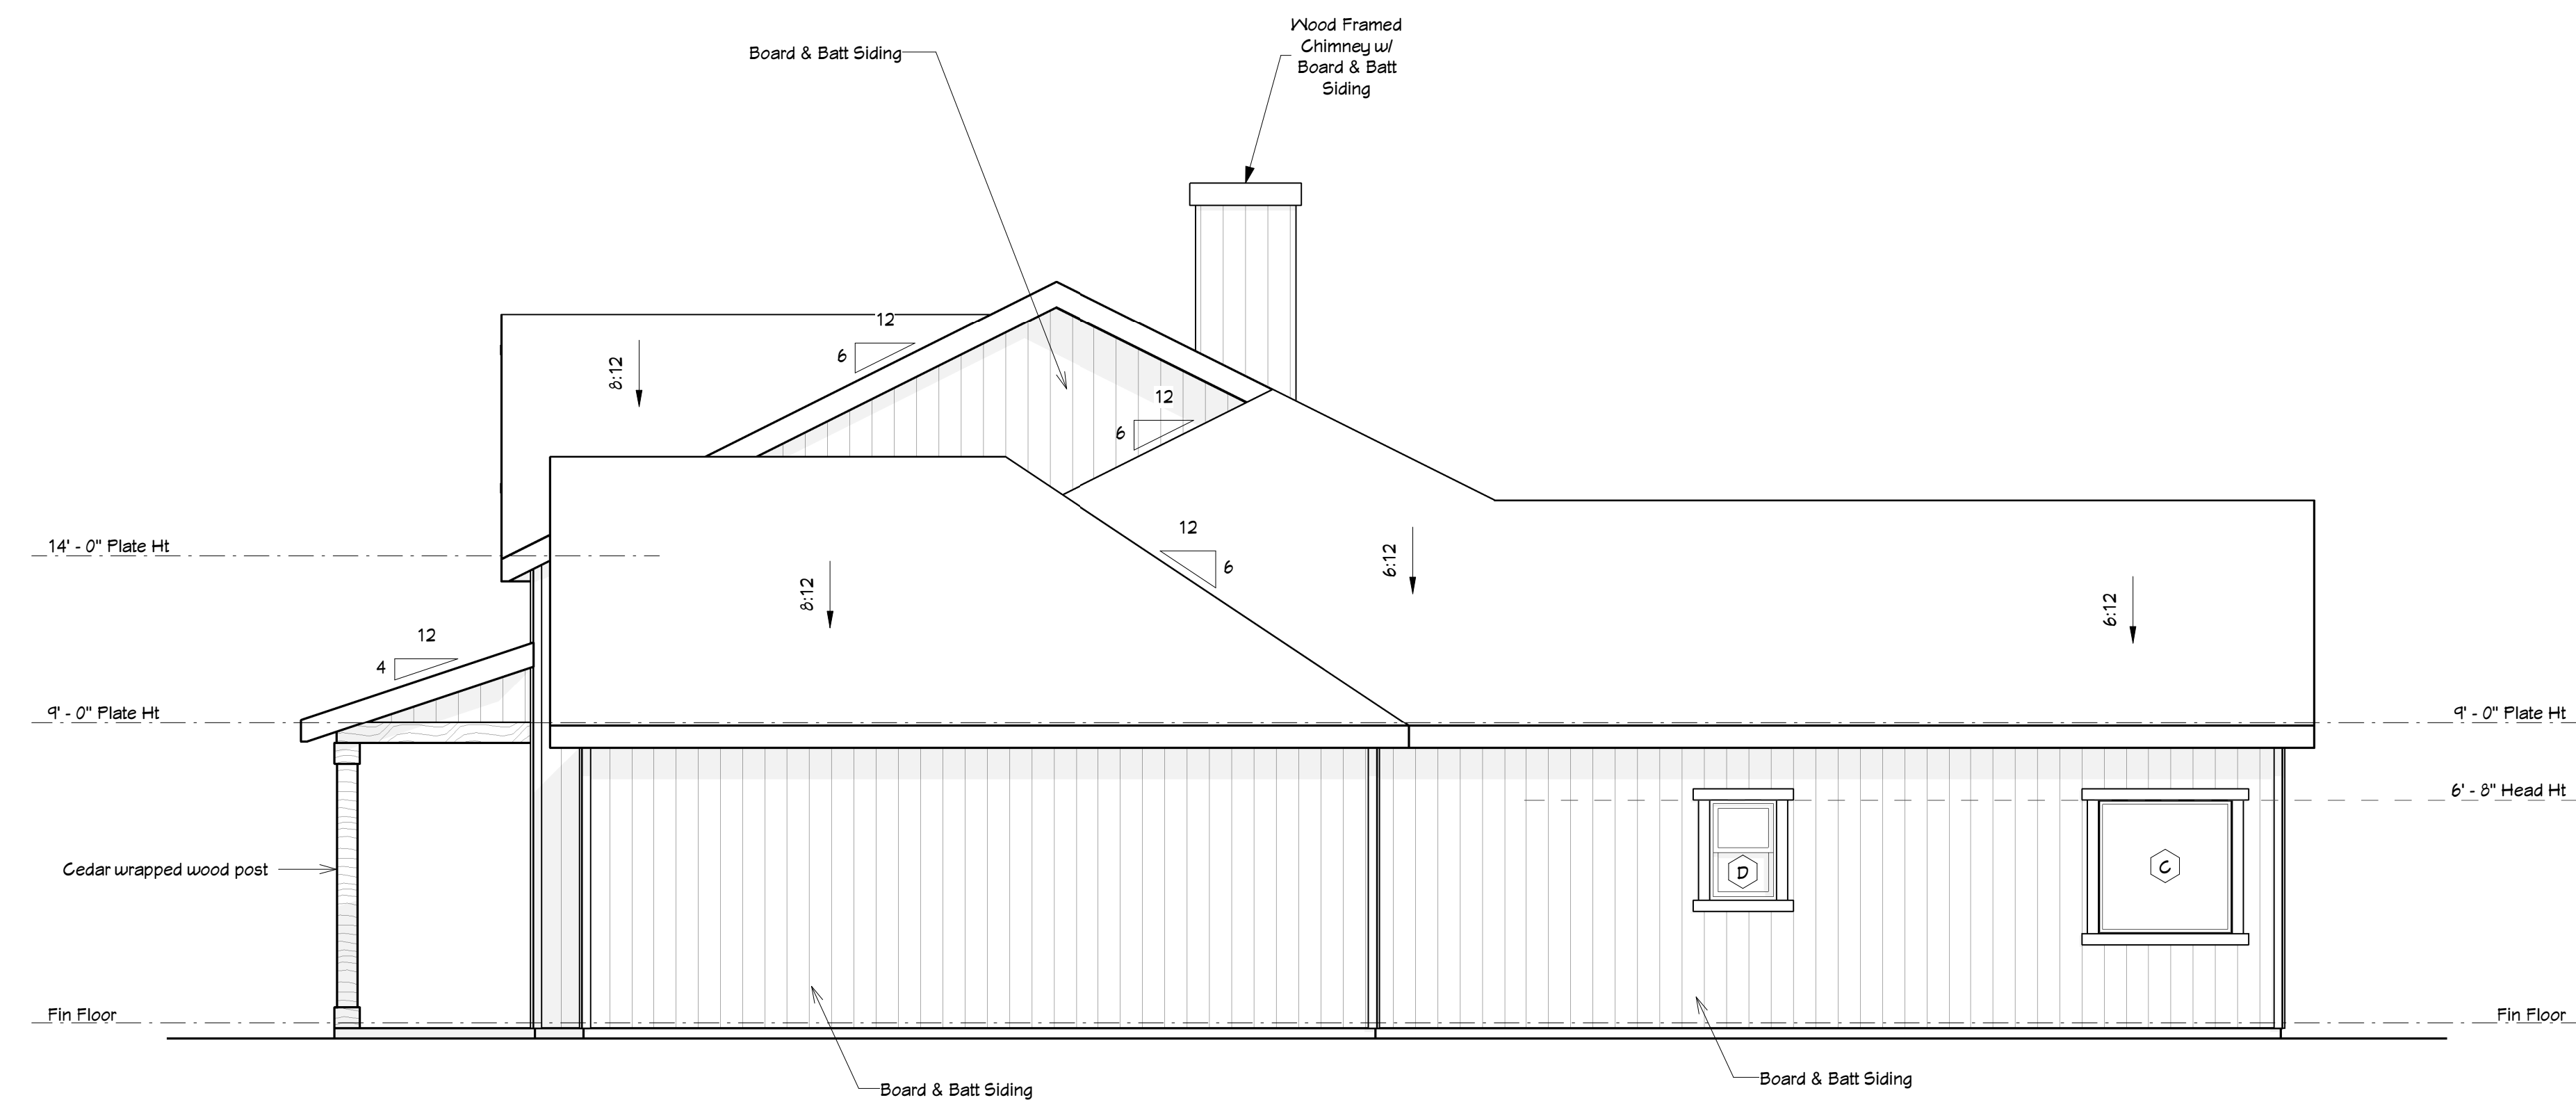 Wood Framed
Chimney w/
Board & Batt
Siding
Board & Batt Siding
12
6
8:12
12
6
12
6
14' - 0" Plate Ht
6:12
8:12
6:12
12
4
9' - 0" Plate Ht
9' - 0" Plate Ht
6' - 8" Head Ht
Cedar wrapped wood post
D
C
Fin Floor
Fin Floor
Board & Batt Siding
Board & Batt Siding